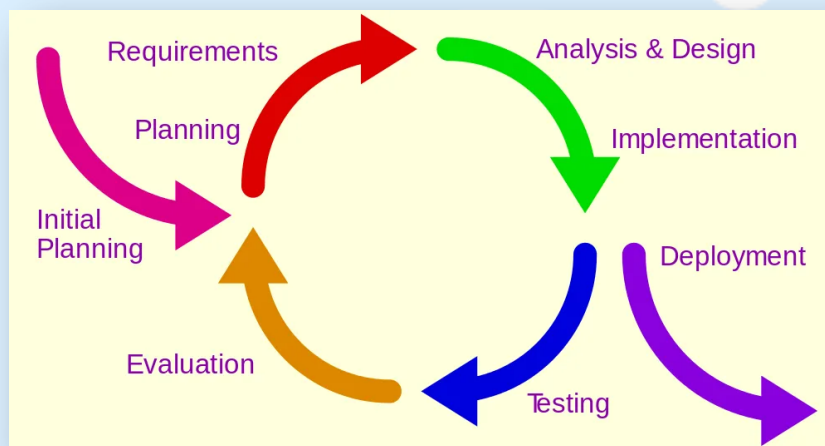 Requirements
Analysis & Design
Planning
Implementation
Initial
Planning
Deployment
Evaluation
Testing